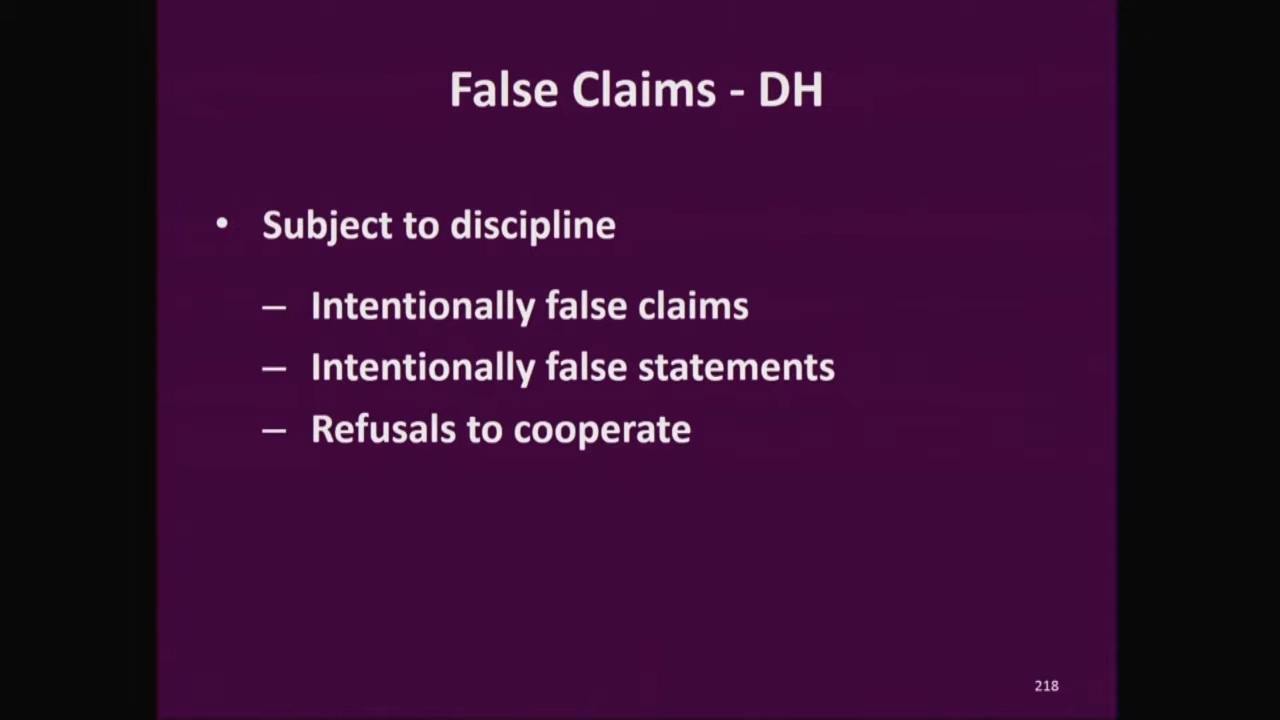 False Claims - DH
• Subject to discipline
– Intentionally false claims
– Intentionally false statements
– Refusals to cooperate
218